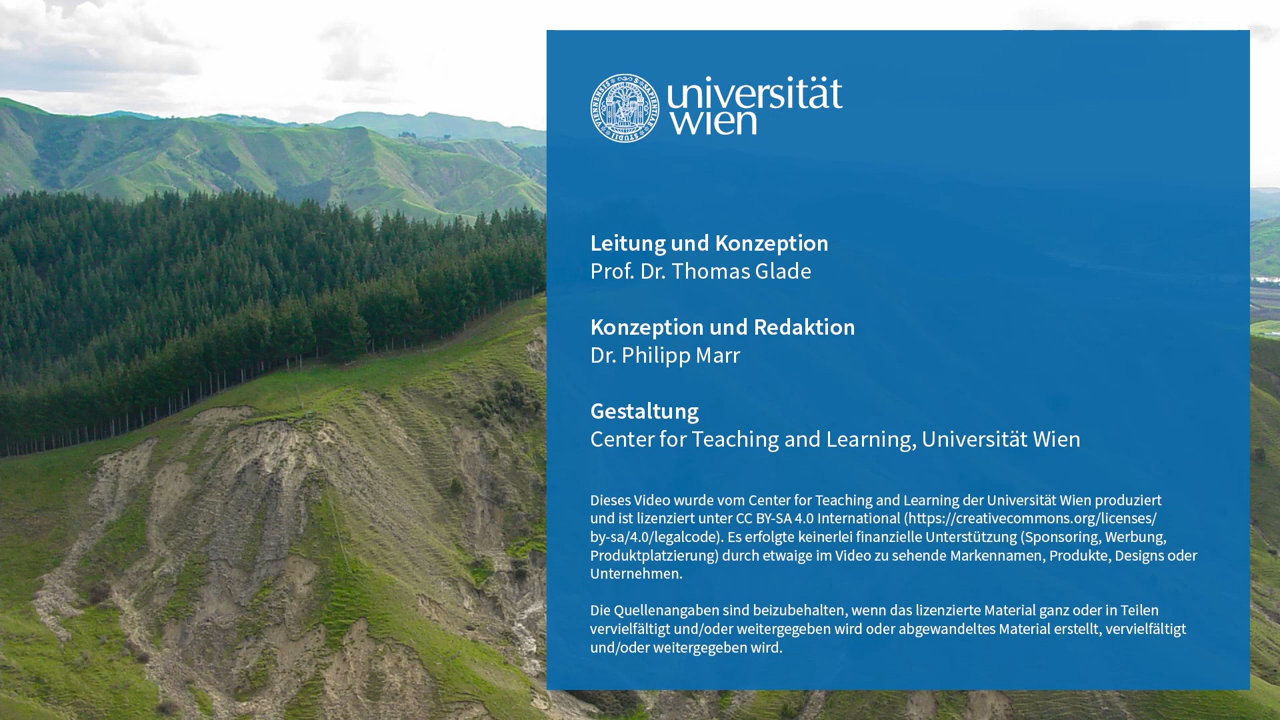 universität
wien
Leitung und Konzeption
Prof. Dr. Thomas Glade
Konzeption und Redaktion
Dr. Philipp Marr
Gestaltung
Center for Teaching and Learning, Universität Wien
Dieses Video wurde vom Center for Teaching and Learning der Universität Wien produziert
und ist lizenziert unter CC BY-SA 4.0 International (https://creativecommons.org/licenses/
by-sa/4.0/legalcode). Es erfolgte keinerlei finanzielle Unterstützung (Sponsoring, Werbung,
Produktplatzierung) durch etwaige im Video zu sehende Markennamen, Produkte, Designs oder
Unternehmen.
Die Quellenangaben sind beizubehalten, wenn das lizenzierte Material ganz oder in Teilen
vervielfältigt und/oder weitergegeben wird oder abgewandeltes Material erstellt, vervielfältigt
und/oder weitergegeben wird.